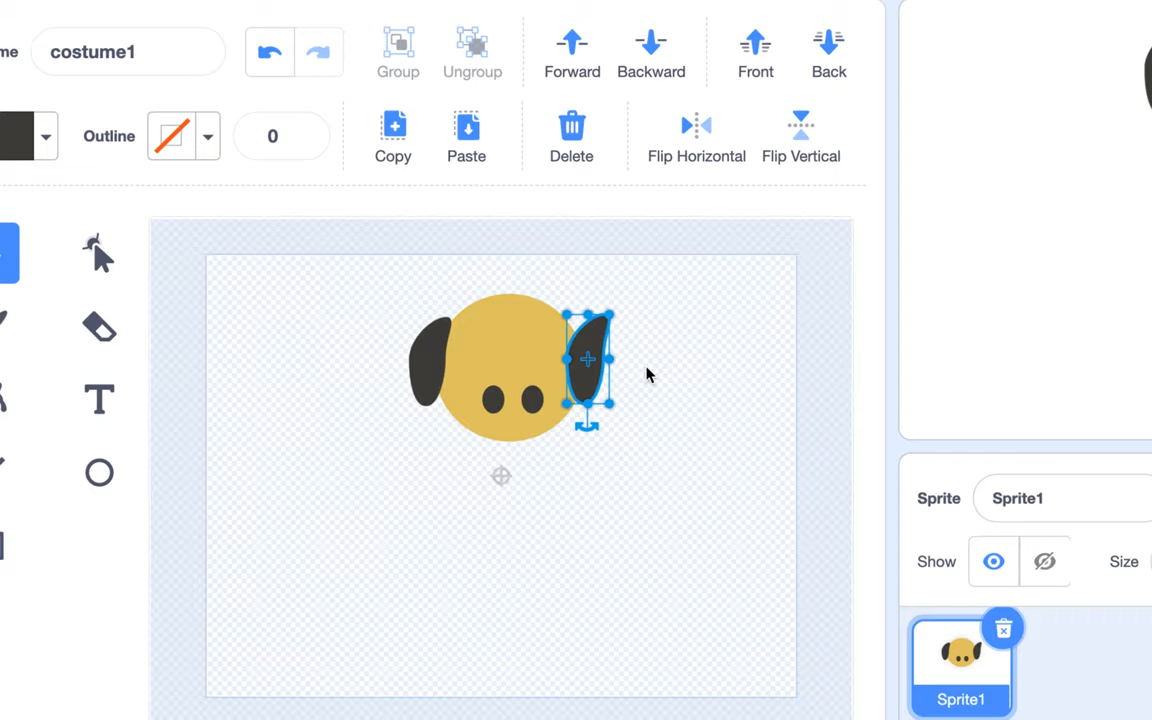 me costume1
Group Ungroup Forward Backward Front Back
Outline 0
Copy Paste Delete Flip Horizontal Flip Vertical
T
Sprite Sprite1
Show Size
Sprite1